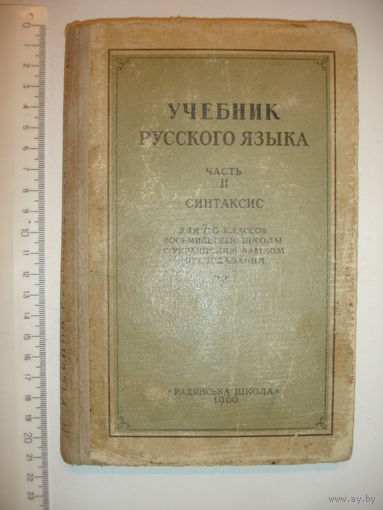 УЧЕБНИК
РУССКОГО ЯЗЫКА
ЧАСТЬ
II
СИНТАКСИС
ДЛЯ 7-8 КЛАССОВ
ВОСЬМИЛЕТНЕЙ ШКОЛЫ
С УКРАИНСКИМ ЯЗЫКОМ
ПРЕПОДАВАНИЯ
«РАДЯНСЬКА ШКОЛА»
1960
http://www.ay.by/